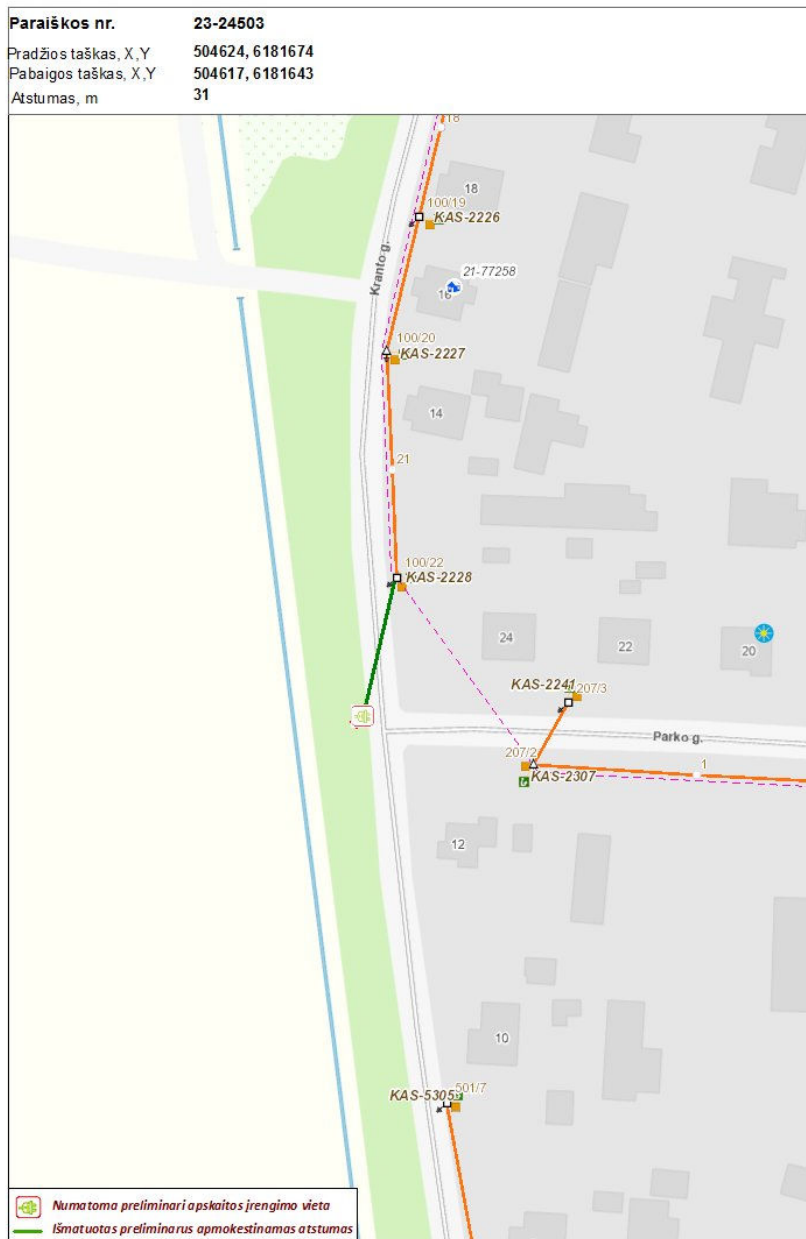 Paraiškos nr. 23-24503
Pradžios taškas, X,Y 504624, 6181674
Pabaigos taškas, X,Y 504617, 6181643
Atstumas, m 31
18
18
100/19
KAS-2226
Kranto g.
21-77258
16
100/20
KAS-2227
14
21
100/22
KAS-2228
24
22
20
KAS-2241
207/3
Parko g.
207/2
KAS-2307
1
12
10
KAS-5305
501/7
Numatoma preliminari apskaitos įrengimo vieta
Išmatuotas preliminarus apmokestinamas atstumas